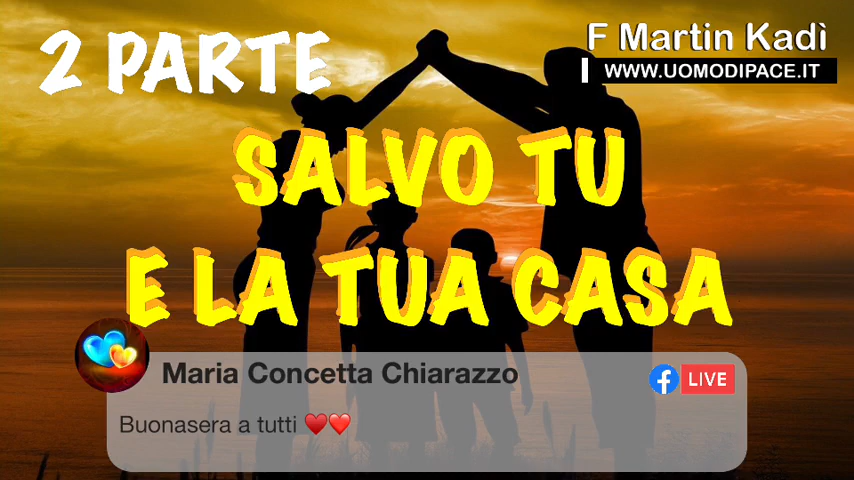 2 PARTE
F Martin Kadì
WWW.UOMODIPACE.IT
SALVO TU
E LA TUA CASA
Maria Concetta Chiarazzo
LIVE
Buonasera a tutti ♥️❤️